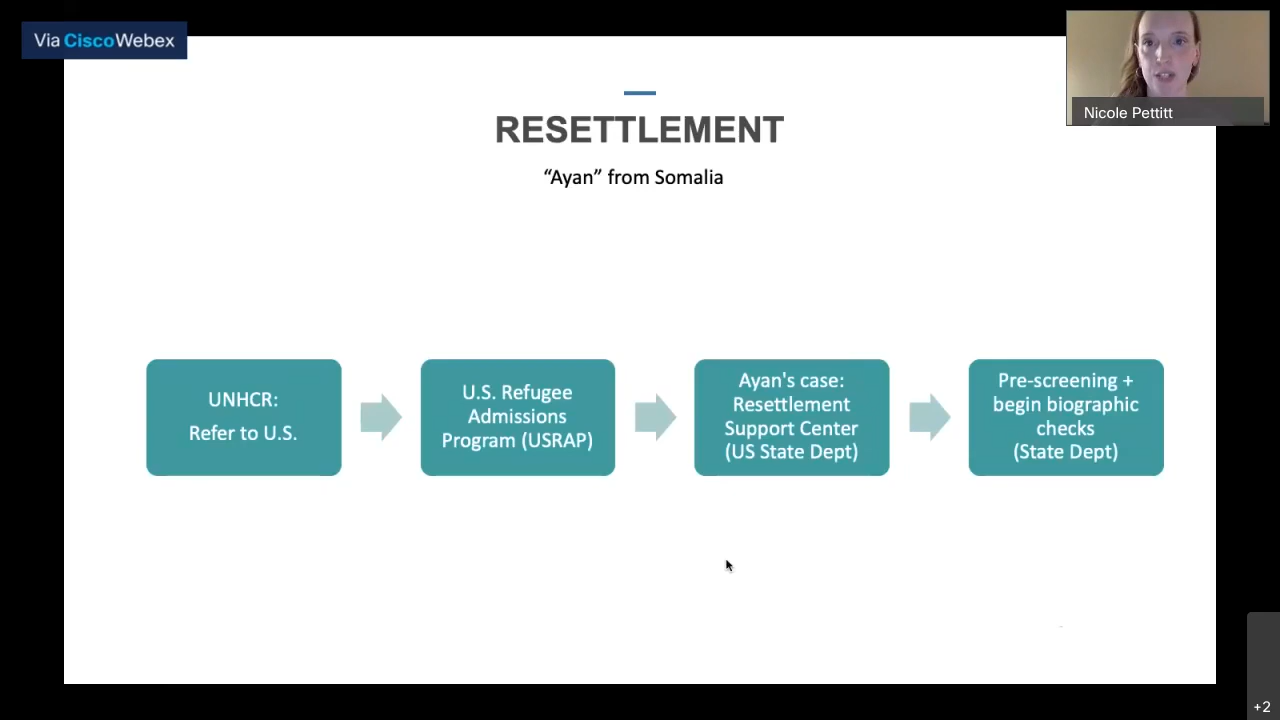 Via CiscoWebex
Nicole Pettitt
RESETTLEMENT
“Ayan” from Somalia
UNHCR:
Refer to U.S.
U.S. Refugee
Admissions
Program (USRAP)
Ayan's case:
Resettlement
Support Center
(US State Dept)
Pre-screening +
begin biographic
checks
(State Dept)
+2